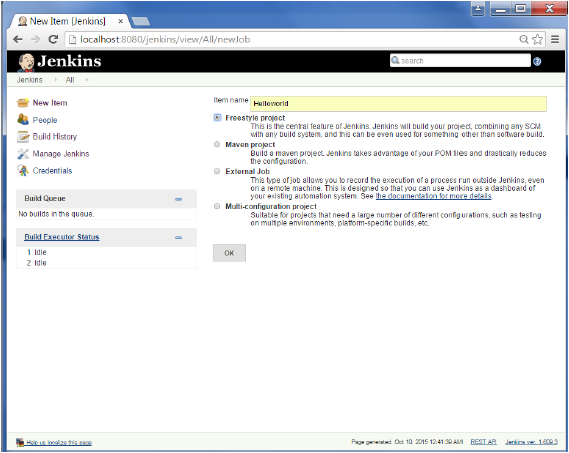 New Item [Jenkins]
localhost:8080/jenkins/view/All/newJob
Jenkins
search
Jenkins
All
New Item
People
Build History
Manage Jenkins
Credentials
Build Queue
No builds in the queue.
Build Executor Status
1 Idle
2 Idle
Item name
Helloworld
Freestyle project
This is the central feature of Jenkins. Jenkins will build your project, combining any SCM
with any build system, and this can be even used for something other than software build.
Maven project
Build a maven project. Jenkins takes advantage of your POM files and drastically reduces
the configuration.
External Job
This type of job allows you to record the execution of a process run outside Jenkins, even
on a remote machine. This is designed so that you can use Jenkins as a dashboard of
your existing automation system. See the documentation for more details.
Multi-configuration project
Suitable for projects that need a large number of different configurations, such as testing
on multiple environments, platform-specific builds, etc.
OK
Help us localize this page
Page generated: Oct 10, 2015 12:41:39 AM
REST API
Jenkins ver. 1.609.3